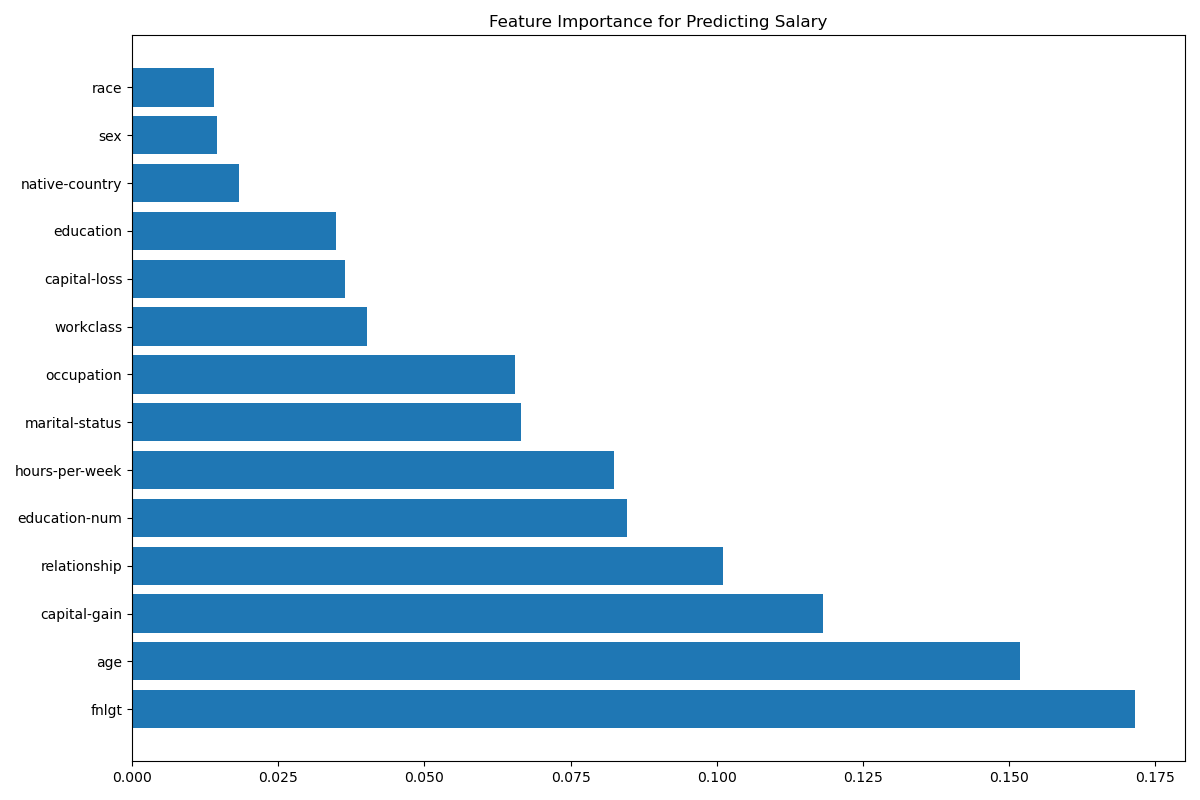 Feature Importance for Predicting Salary
race
sex
native-country
education
capital-loss
workclass
occupation
marital-status
hours-per-week
education-num
relationship
capital-gain
age
fnlgt
0.000 0.025 0.050 0.075 0.100 0.125 0.150 0.175